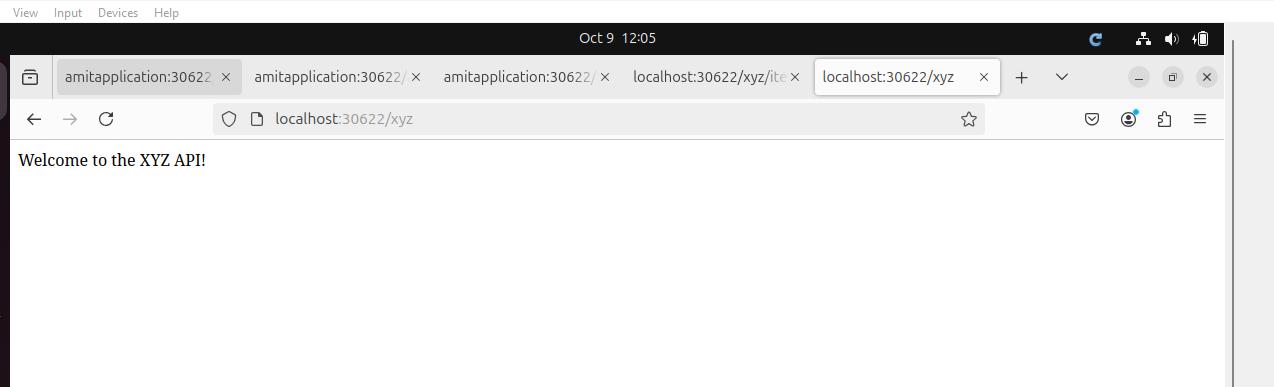 View Input Devices Help
Oct 9 12:05
amitapplication:30622 amitapplication:30622/ amitapplication:30622/ localhost:30622/xyz/ite localhost:30622/xyz
localhost:30622/xyz
Welcome to the XYZ API!